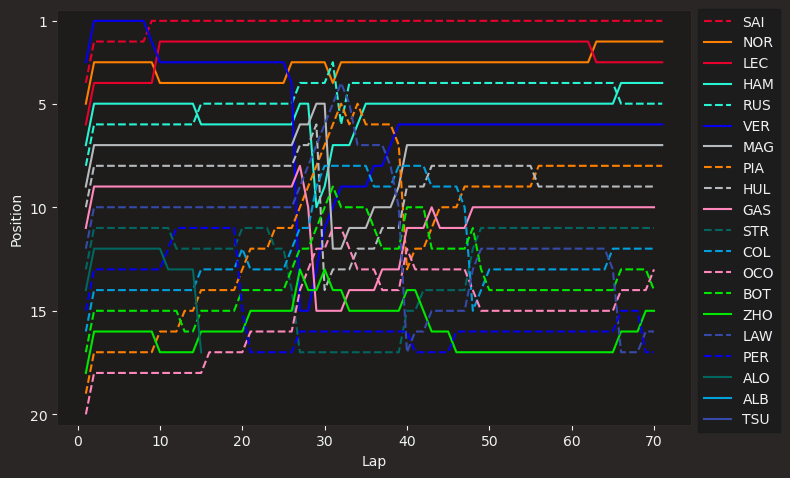 1
5
10
15
20
Position
0
10
20
30
40
50
60
70
Lap
SAI
NOR
LEC
HAM
RUS
VER
MAG
PIA
HUL
GAS
STR
COL
OCO
BOT
ZHO
LAW
PER
ALO
ALB
TSU